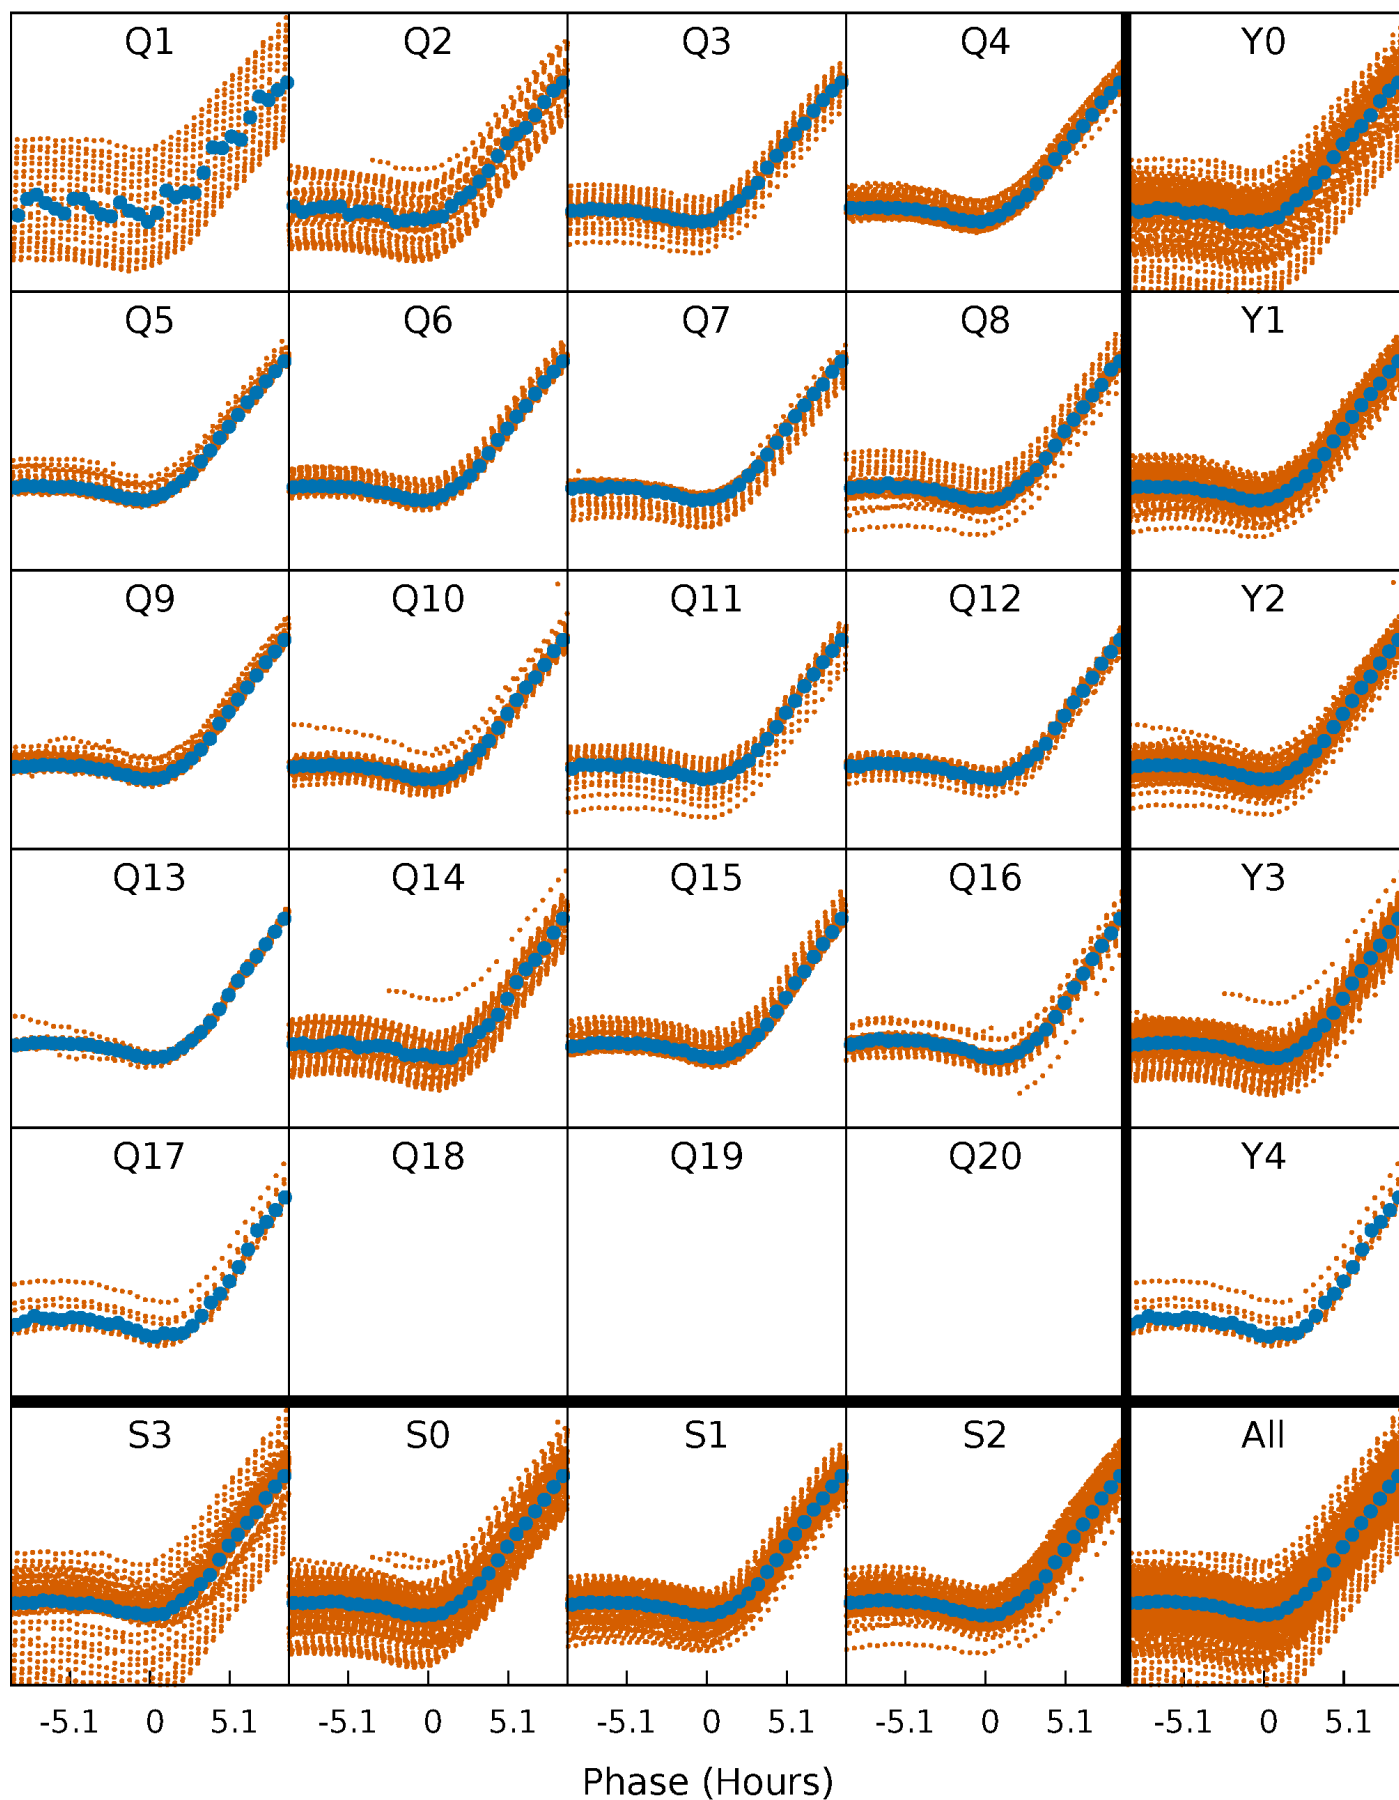 Q1 Q2 Q3 Q4 Y0
Q5 Q6 Q7 Q8 Y1
Q9 Q10 Q11 Q12 Y2
Q13 Q14 Q15 Q16 Y3
Q17 Q18 Q19 Q20 Y4
S3 S0 S1 S2 All
-5.1 0 5.1 -5.1 0 5.1 -5.1 0 5.1 -5.1 0 5.1 -5.1 0 5.1
Phase (Hours)